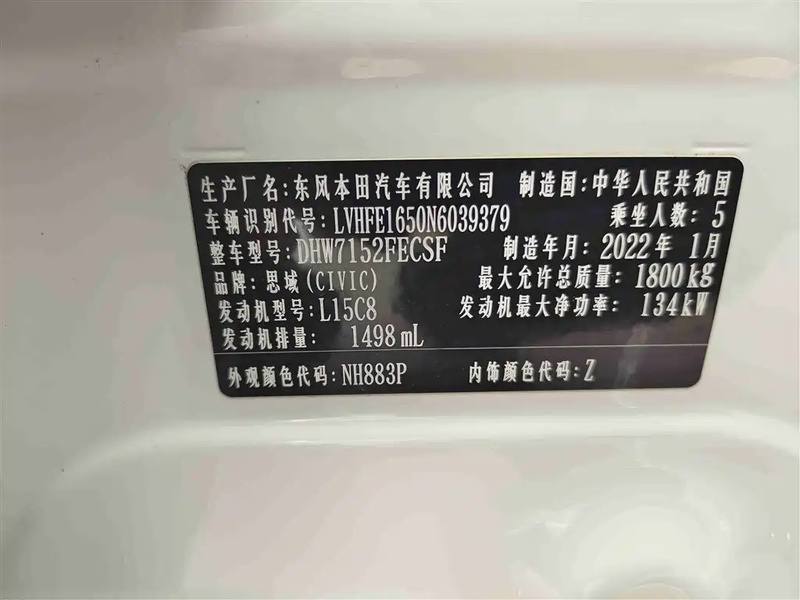 生产厂名:东风本田汽车有限公司 制造国:中华人民共和国
车辆识别代号:LVHFE1650N6039379 乘坐人数:5
整车型号:DHW7152FECSF 制造年月:2022年 1月
品牌:思域(CIVIC) 最大允许总质量:1800kg
发动机型号:L15C8 发动机最大净功率:134kW
发动机排量: 1498mL
外观颜色代码:NH883P 内饰颜色代码:Z